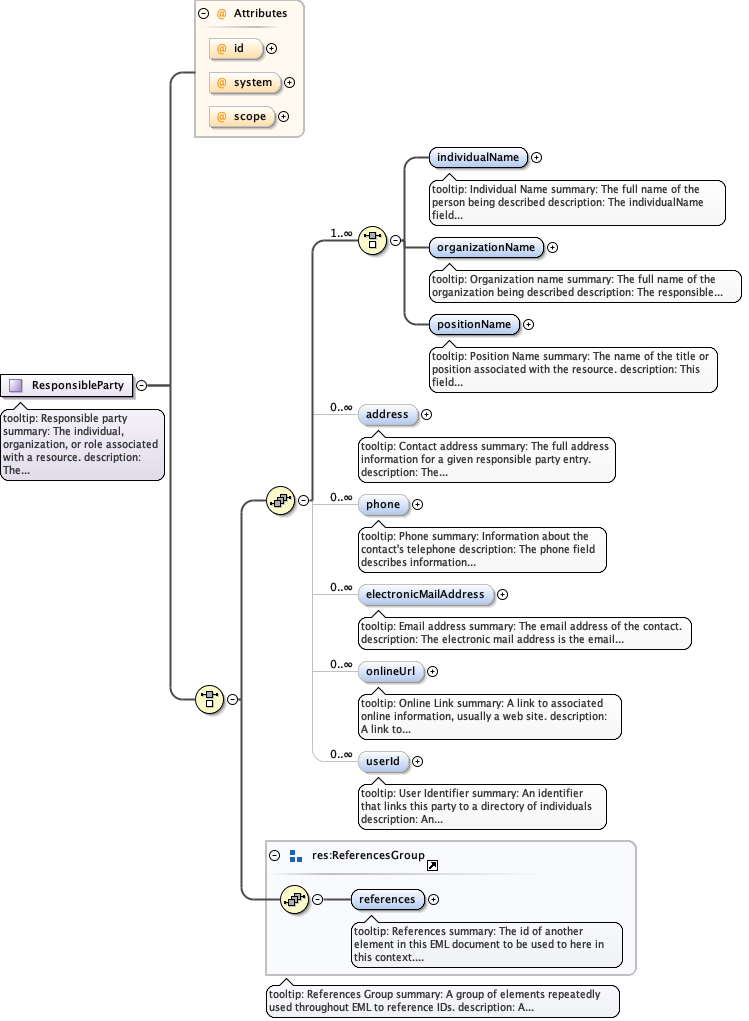 @ Attributes
@ id
@ system
@ scope
individualName
tooltip: Individual Name summary: The full name of the
person being described description: The individualName
field...
1..∞
organizationName
tooltip: Organization name summary: The full name of the
organization being described description: The responsible...
positionName
tooltip: Position Name summary: The name of the title or
position associated with the resource. description: This
field...
ResponsibleParty
tooltip: Responsible party
summary: The individual,
organization, or role associated
with a resource. description:
The...
0..∞
address
tooltip: Contact address summary: The full address
information for a given responsible party entry.
description: The...
0..∞
phone
tooltip: Phone summary: Information about the
contact's telephone description: The phone field
describes information...
0..∞
electronicMailAddress
tooltip: Email address summary: The email address of the contact.
description: The electronic mail address is the email...
0..∞
onlineUrl
tooltip: Online Link summary: A link to associated
online information, usually a web site. description:
A link to...
0..∞
userId
tooltip: User Identifier summary: An identifier
that links this party to a directory of individuals
description: An...
res:ReferencesGroup
references
tooltip: References summary: The id of another
element in this EML document to be used to here in
this context....
tooltip: References Group summary: A group of elements repeatedly
used throughout EML to reference IDs. description: A...